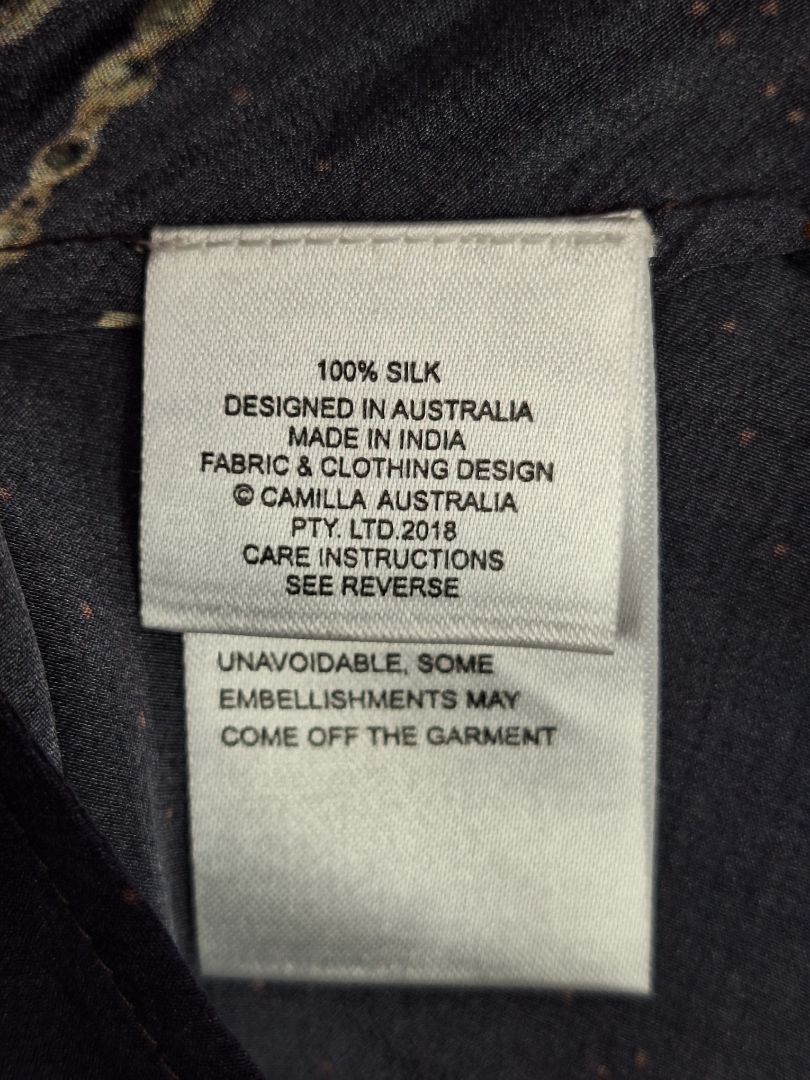 100% SILK
DESIGNED IN AUSTRALIA
MADE IN INDIA
FABRIC & CLOTHING DESIGN
© CAMILLA AUSTRALIA
PTY. LTD.2018
CARE INSTRUCTIONS
SEE REVERSE
UNAVOIDABLE, SOME
EMBELLISHMENTS MAY
COME OFF THE GARMENT